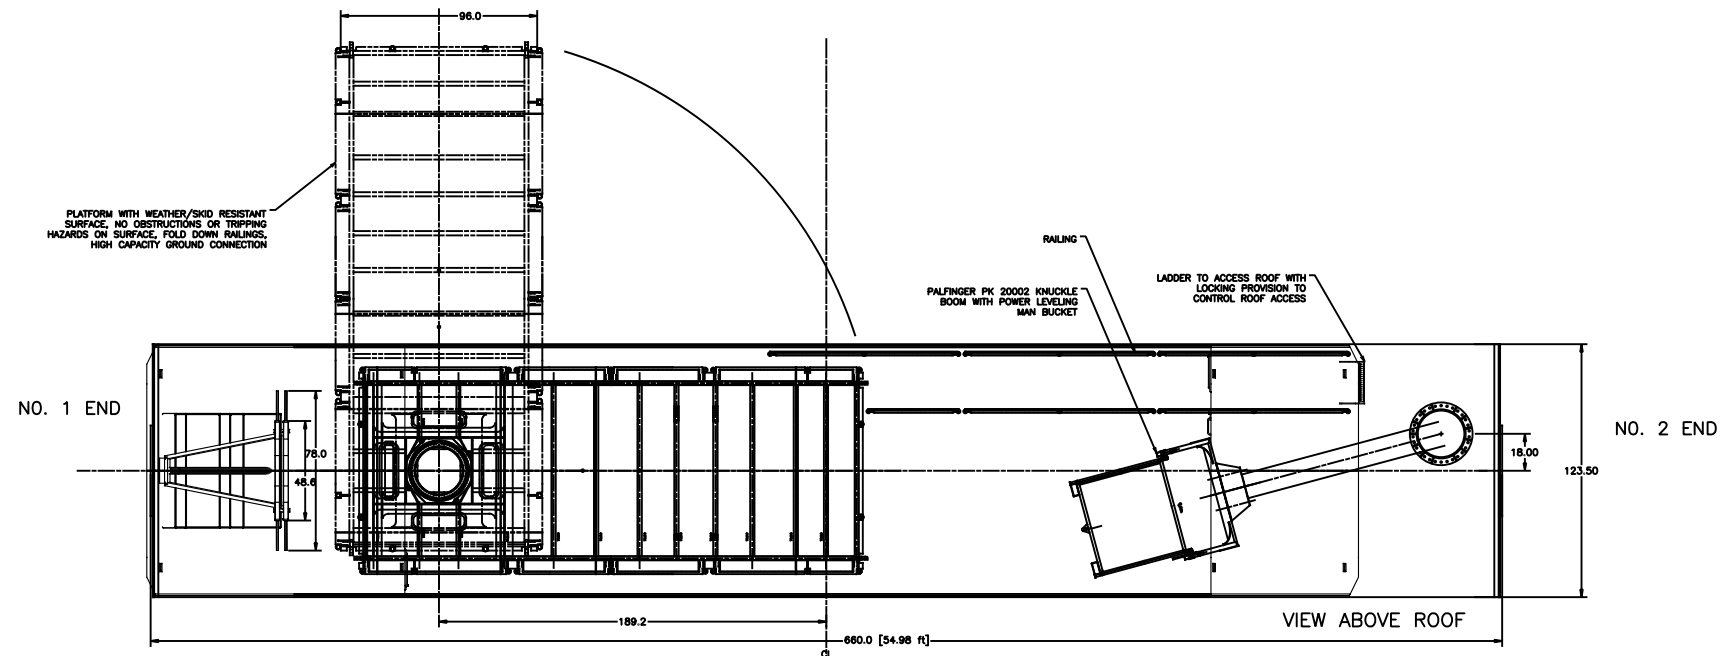 96.0
PLATFORM WITH WEATHER/SKID RESISTANT
SURFACE, NO OBSTRUCTIONS OR TRIPPING
HAZARDS ON SURFACE, FOLD DOWN RAILINGS,
HIGH CAPACITY GROUND CONNECTION
RAILING
PALFINGER PK 20002 KNUCKLE
BOOM WITH POWER LEVELING
MAN BUCKET
LADDER TO ACCESS ROOF WITH
LOCKING PROVISION TO
CONTROL ROOF ACCESS
NO. 1 END
78.0
48.6
NO. 2 END
18.00
123.50
189.2
VIEW ABOVE ROOF
660.0 [54.98 ft]